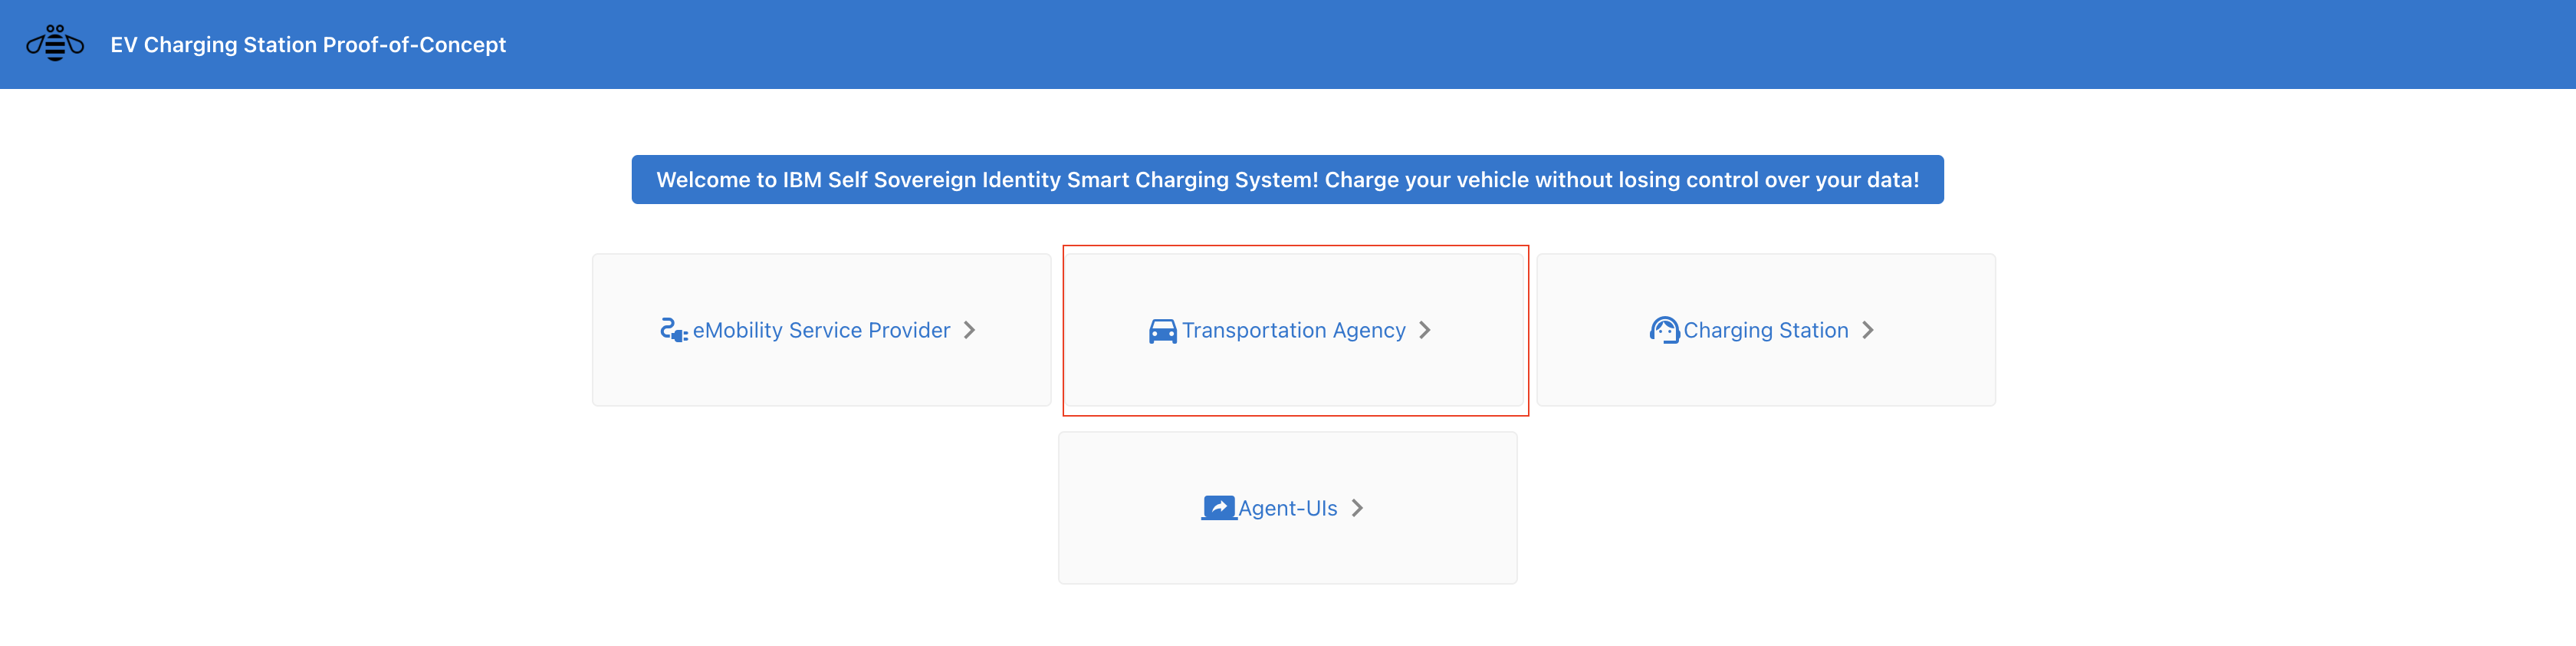 EV Charging Station Proof-of-Concept
Welcome to IBM Self Sovereign Identity Smart Charging System! Charge your vehicle without losing control over your data!
eMobility Service Provider
Transportation Agency
Charging Station
Agent-UIs